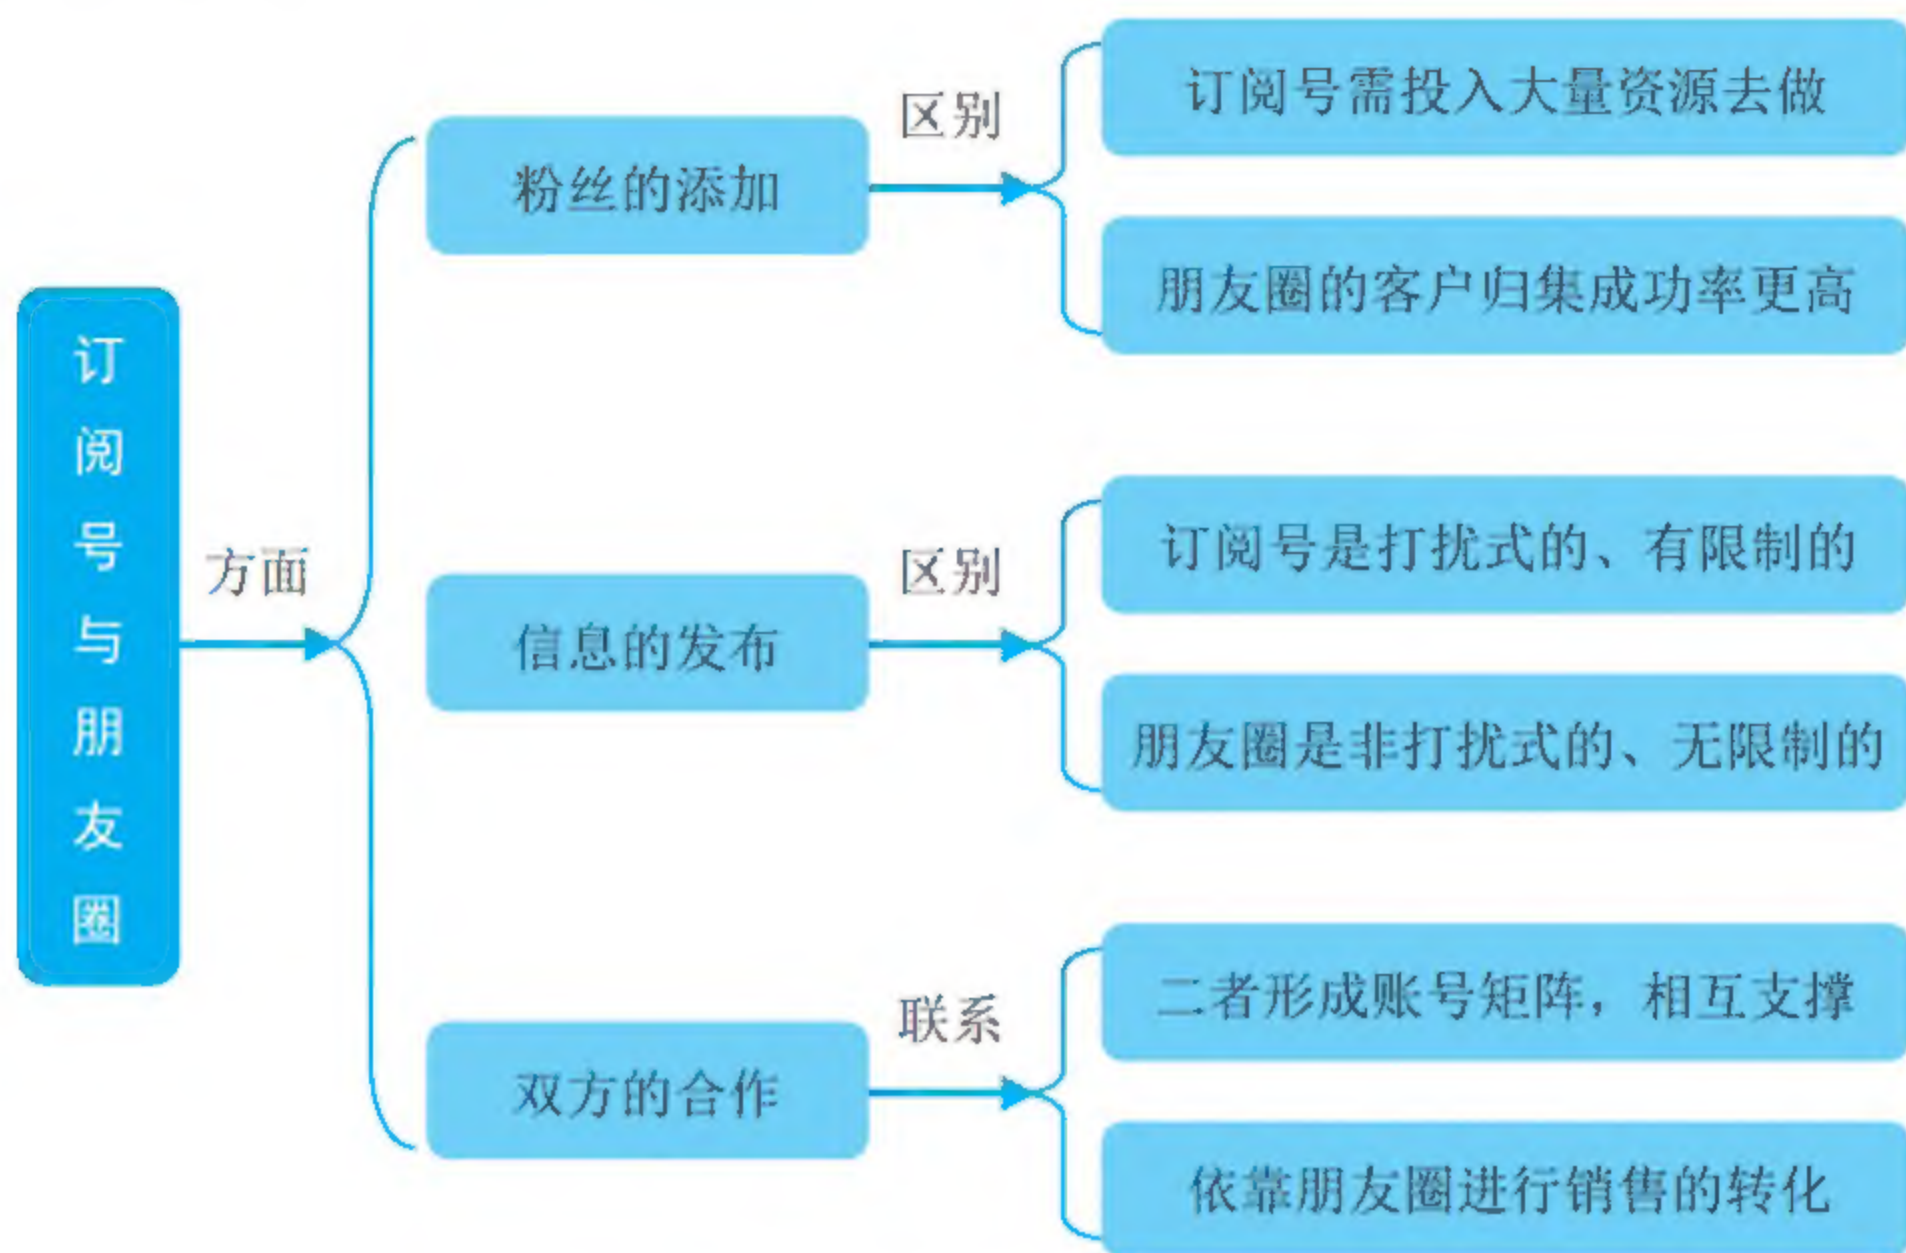 订阅号与朋友圈
方面
粉丝的添加
区别
订阅号需投入大量资源去做
朋友圈的客户归集成功率更高
信息的发布
区别
订阅号是打扰式的、有限制的
朋友圈是非打扰式的、无限制的
双方的合作
联系
二者形成账号矩阵，相互支撑
依靠朋友圈进行销售的转化